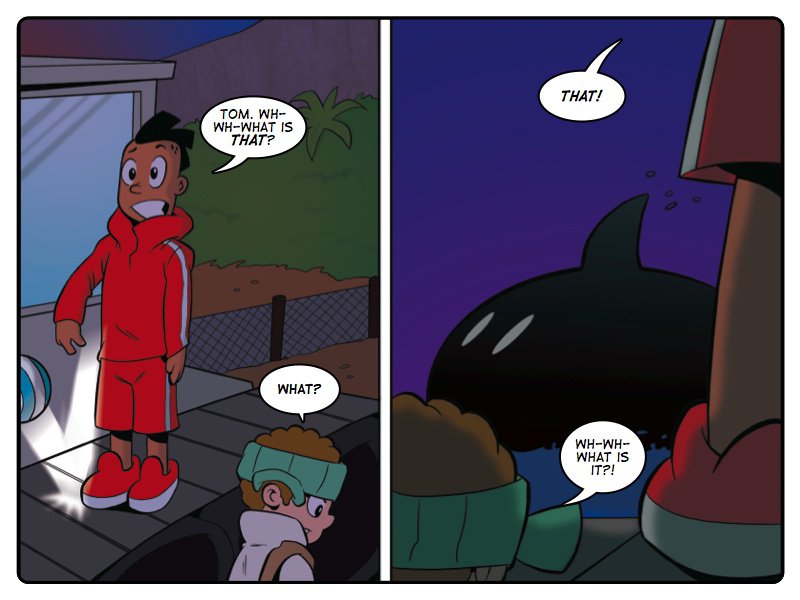 TOM. WH-
WH-WHAT IS
THAT?
WHAT?
THAT!
WH-WH-
WHAT IS
IT?!